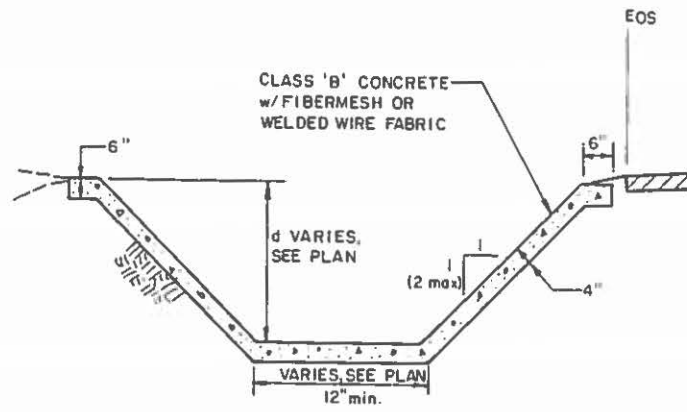 EOS
CLASS 'B' CONCRETE
w/FIBERMESH OR
WELDED WIRE FABRIC
6"
6"
d VARIES,
SEE PLAN
1
1
(2 max)
4"
VARIES, SEE PLAN
12" min.